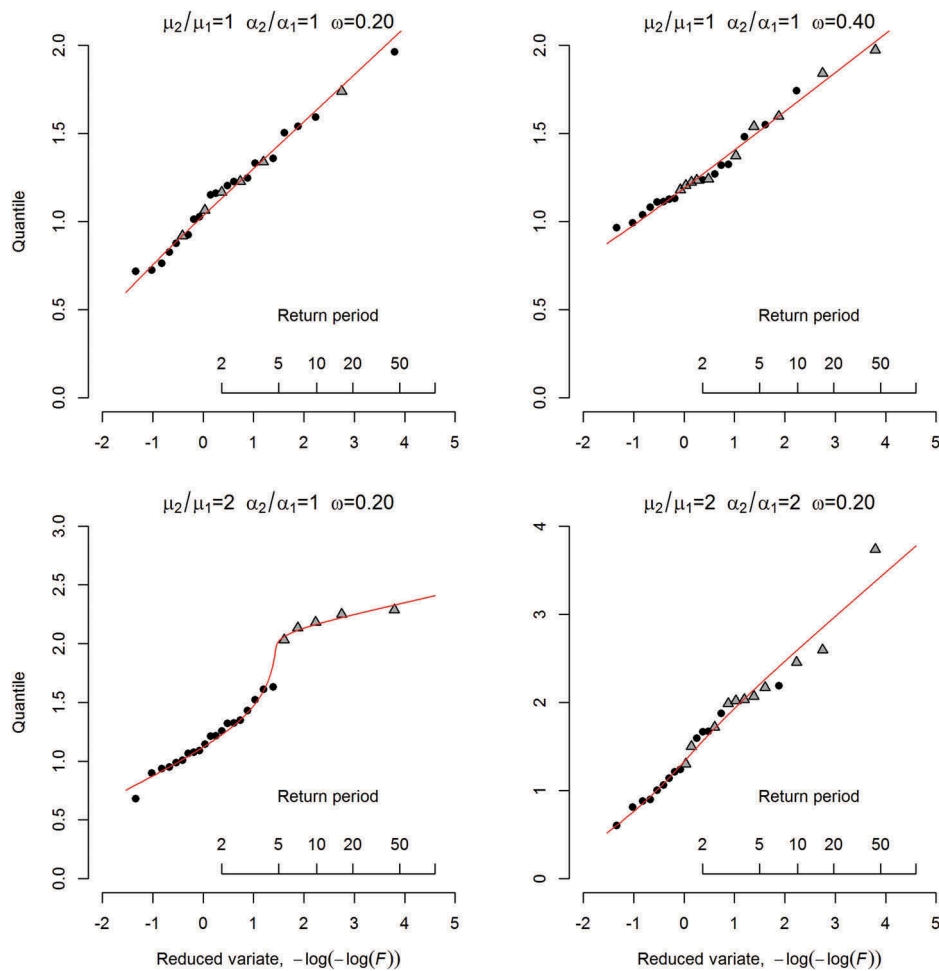 μ2/μ1=1 α2/α1=1 ω=0.20
Quantile
2.0
1.5
1.0
0.5
0.0
Return period
2 5 10 20 50
-2 -1 0 1 2 3 4 5
μ2/μ1=1 α2/α1=1 ω=0.40
2.0
1.5
1.0
0.5
0.0
Return period
2 5 10 20 50
-2 -1 0 1 2 3 4 5
μ2/μ1=2 α2/α1=1 ω=0.20
Quantile
3.0
2.5
2.0
1.5
1.0
0.5
0.0
Return period
2 5 10 20 50
-2 -1 0 1 2 3 4 5
Reduced variate, −log(−log(F))
μ2/μ1=2 α2/α1=2 ω=0.20
4
3
2
1
0
Return period
2 5 10 20 50
-2 -1 0 1 2 3 4 5
Reduced variate, −log(−log(F))